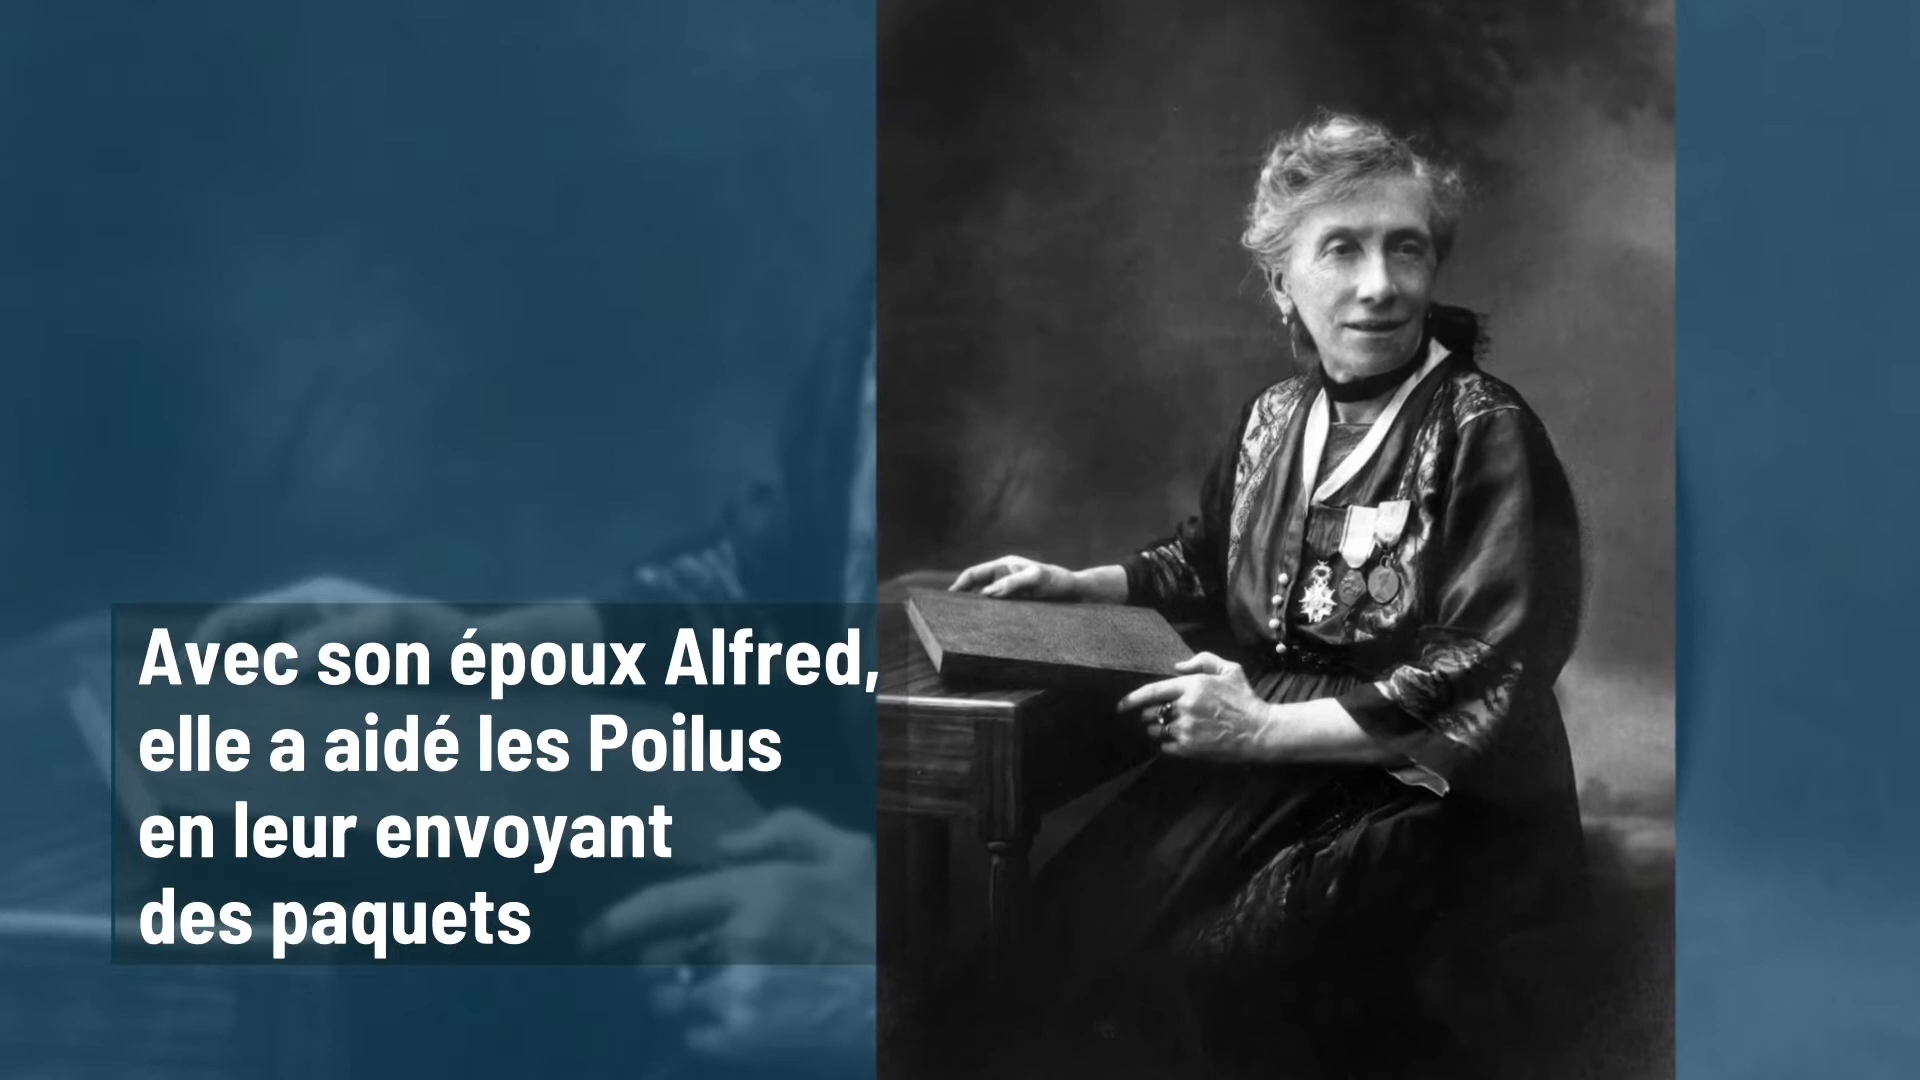 Avec son époux Alfred,
elle a aidé les Poilus
en leur envoyant
des paquets